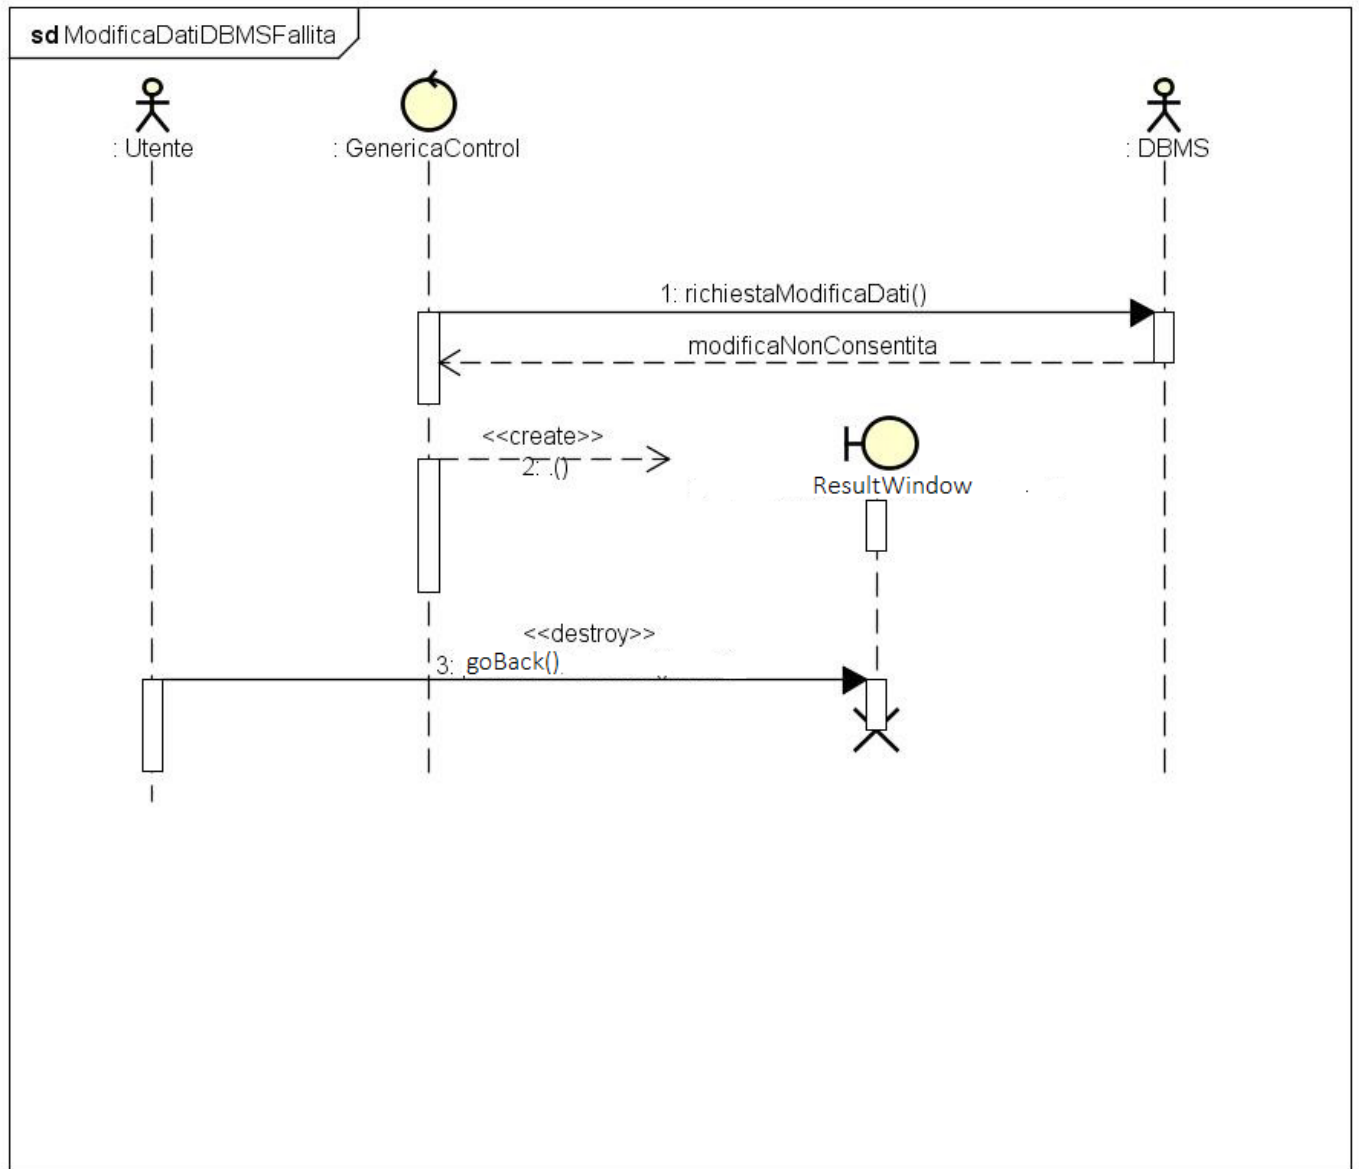 sd ModificaDatiDBMSFallita
: Utente
: GenericaControl
: DBMS
1: richiestaModificaDati()
modificaNonConsentita
<<create>>
2: .()
ResultWindow
<<destroy>>
3: goBack()